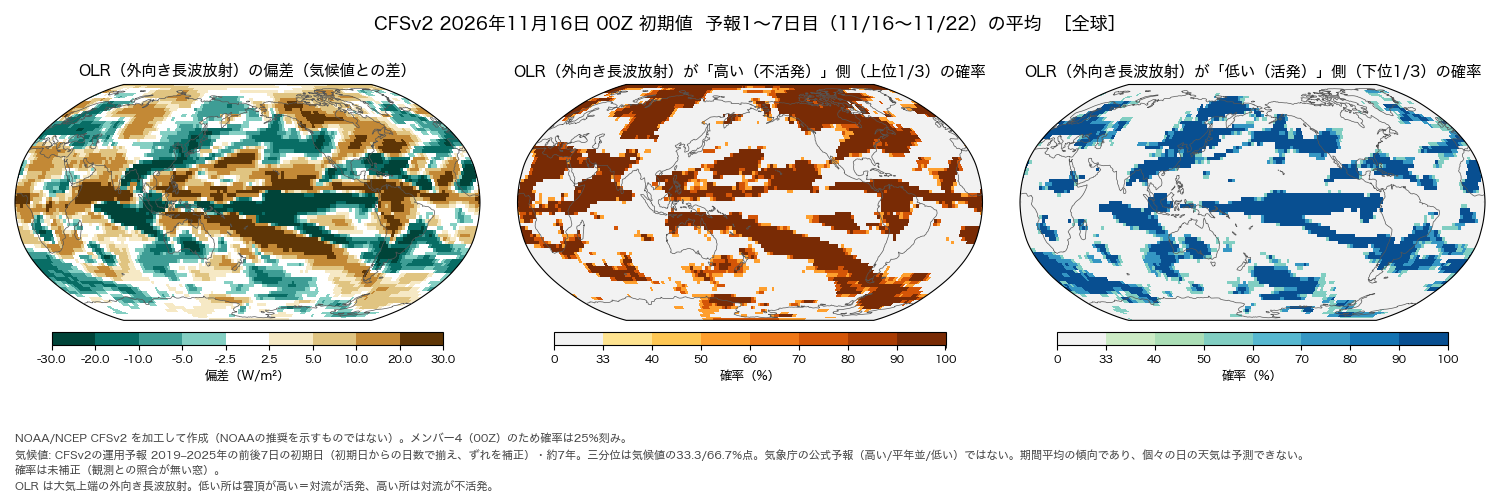 CFSv2 2026年11月16日 00Z 初期値 予報1〜7日目（11/16〜11/22）の平均 ［全球］
OLR（外向き長波放射）の偏差（気候値との差）
OLR（外向き長波放射）が「高い（不活発）」側（上位1/3）の確率
OLR（外向き長波放射）が「低い（活発）」側（下位1/3）の確率
-30.0 -20.0 -10.0 -5.0 -2.5 2.5 5.0 10.0 20.0 30.0
偏差（W/m²）
0 33 40 50 60 70 80 90 100
確率（%）
0 33 40 50 60 70 80 90 100
確率（%）
NOAA/NCEP CFSv2 を加工して作成（NOAAの推奨を示すものではない）。メンバー4（00Z）のため確率は25%刻み。
気候値: CFSv2の運用予報 2019–2025年の前後7日の初期日（初期日からの日数で揃え、ずれを補正）・約7年。三分位は気候値の33.3/66.7%点。気象庁の公式予報（高い/平年並/低い）ではない。期間平均の傾向であり、個々の日の天気は予測できない。
確率は未補正（観測との照合が無い窓）。
OLR は大気上端の外向き長波放射。低い所は雲頂が高い＝対流が活発、高い所は対流が不活発。